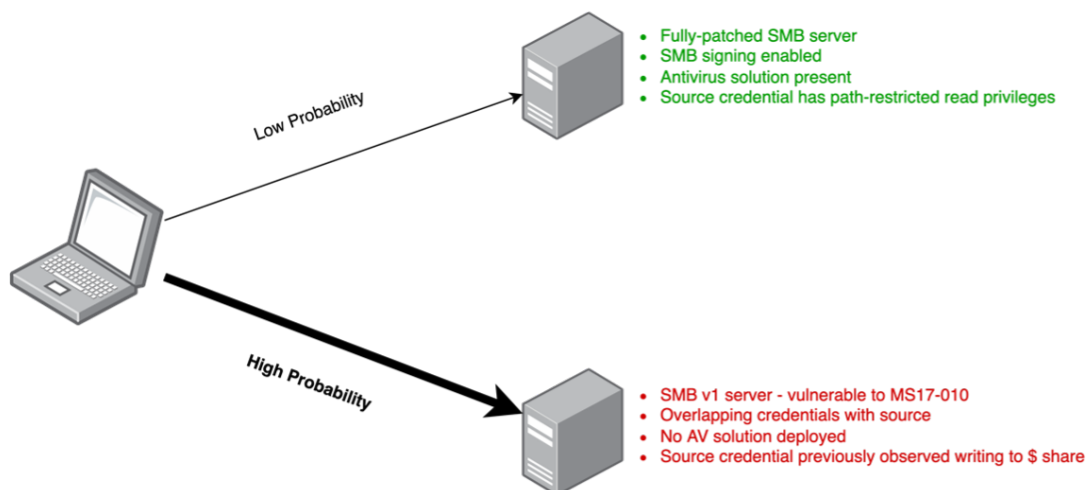 Fully-patched SMB server
SMB signing enabled
Antivirus solution present
Source credential has path-restricted read privileges
Low Probability
High Probability
SMB v1 server - vulnerable to MS17-010
Overlapping credentials with source
No AV solution deployed
Source credential previously observed writing to $ share